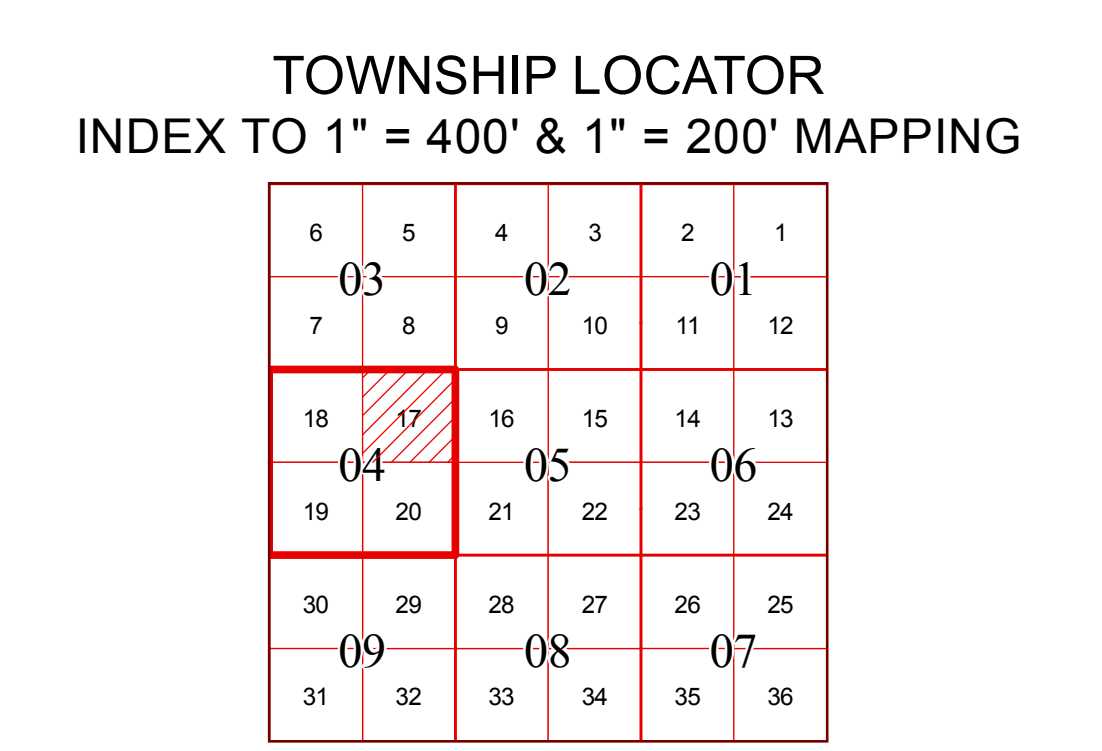 TOWNSHIP LOCATOR
INDEX TO 1" = 400' & 1" = 200' MAPPING
6 5 4 3 2 1
03 02 01
7 8 9 10 11 12
18 17 16 15 14 13
04 05 06
19 20 21 22 23 24
30 29 28 27 26 25
09 08 07
31 32 33 34 35 36